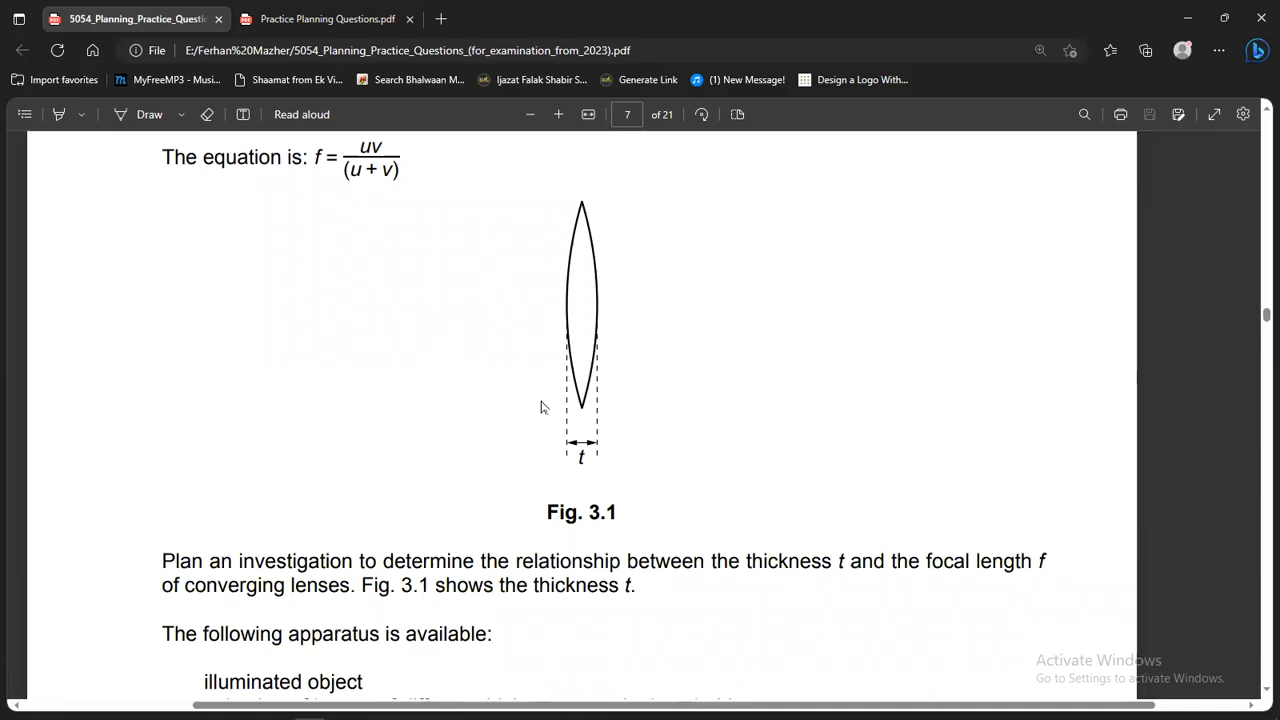 5054_Planning_Practice_Questio
Practice Planning Questions.pdf
File
E:/Ferhan%20Mazher/5054_Planning_Practice_Questions_(for_examination_from_2023).pdf
Import favorites
MyFreeMP3 - Musi...
Shaamat from Ek Vi...
Search Bhalwaan M...
Ijazat Falak Shabir S...
Generate Link
(1) New Message!
Design a Logo With...
Draw
Read aloud
7 of 21
The equation is: f = uv
(u + v)
t
Fig. 3.1
Plan an investigation to determine the relationship between the thickness t and the focal length f
of converging lenses. Fig. 3.1 shows the thickness t.
The following apparatus is available:
illuminated object
Activate Windows
Go to Settings to activate Windows.